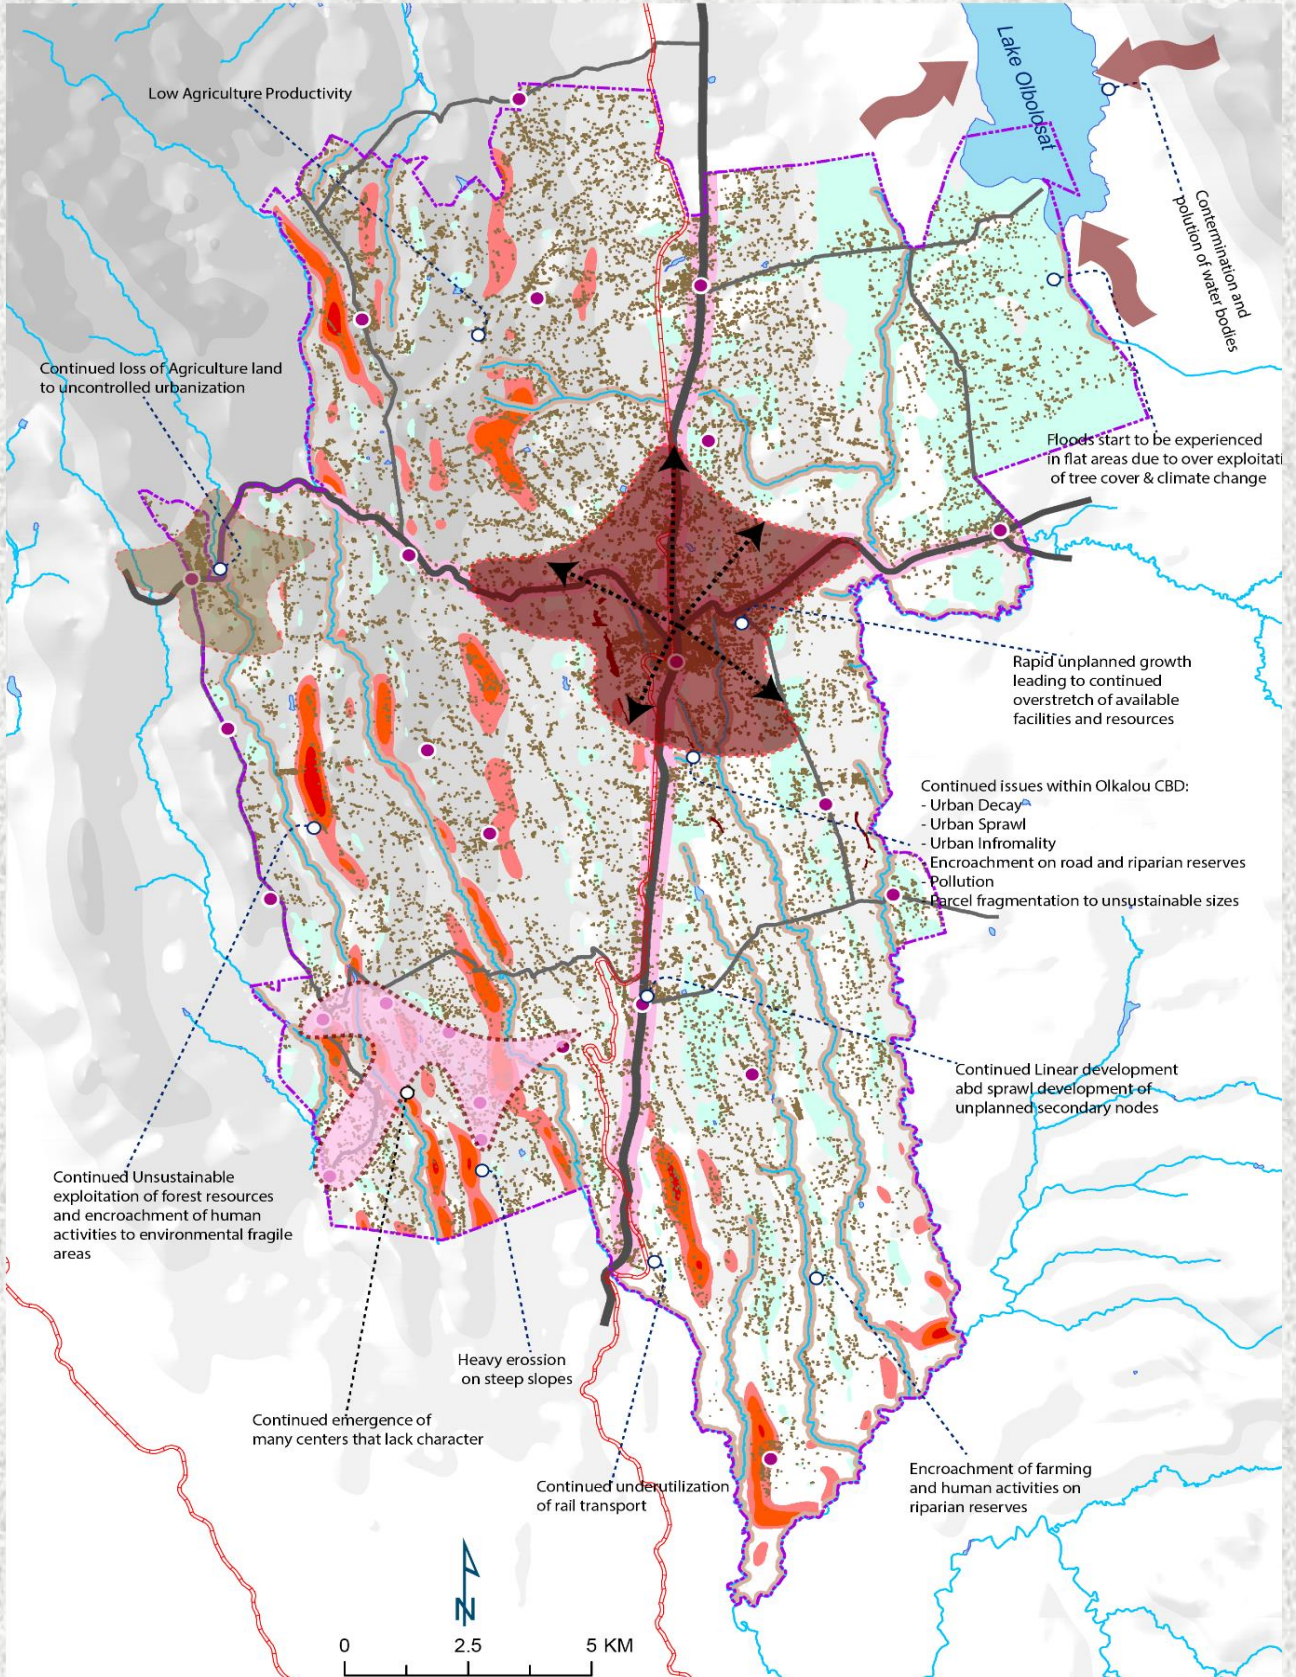 Lake Olbolosat
Low Agriculture Productivity
Contermination and
polution of water bodies
Continued loss of Agriculture land
to uncontrolled urbanization
Floods start to be experienced
in flat areas due to over exploitati
of tree cover & climate change
Rapid unplanned growth
leading to continued
overstretch of available
facilities and resources
Continued issues within Olkalou CBD:
- Urban Decay
- Urban Sprawl
- Urban Infromality
- Encroachment on road and riparian reserves
- Pollution
- Parcel fragmentation to unsustainable sizes
Continued Linear development
abd sprawl development of
unplanned secondary nodes
Continued Unsustainable
exploitation of forest resources
and encroachment of human
activities to environmental fragile
areas
Heavy erossion
on steep slopes
Continued emergence of
many centers that lack character
Continued underutilization
of rail transport
Encroachment of farming
and human activities on
riparian reserves
N
0 2.5 5 KM